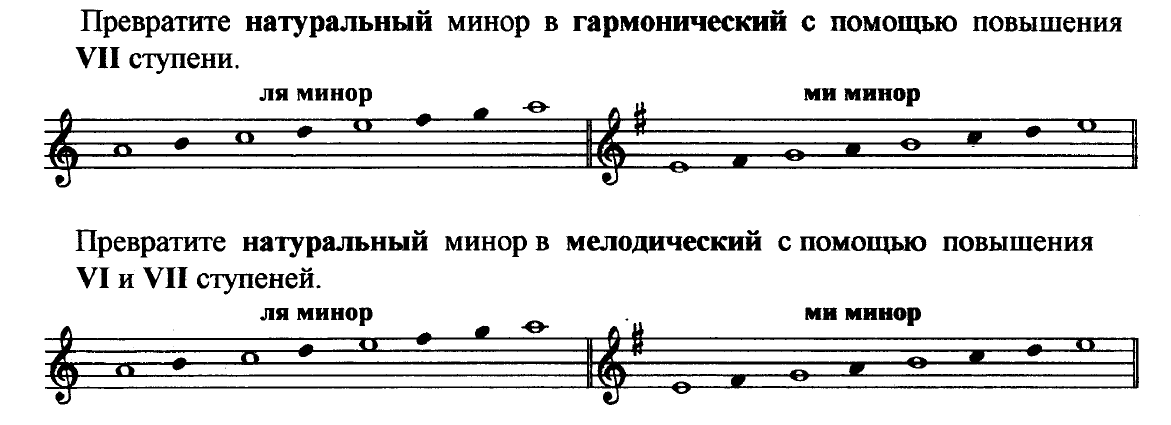 Превратите натуральный минор в гармонический с помощью повышения
VII ступени.
ля минор ми минор
Превратите натуральный минор в мелодический с помощью повышения
VI и VII ступеней.
ля минор ми минор